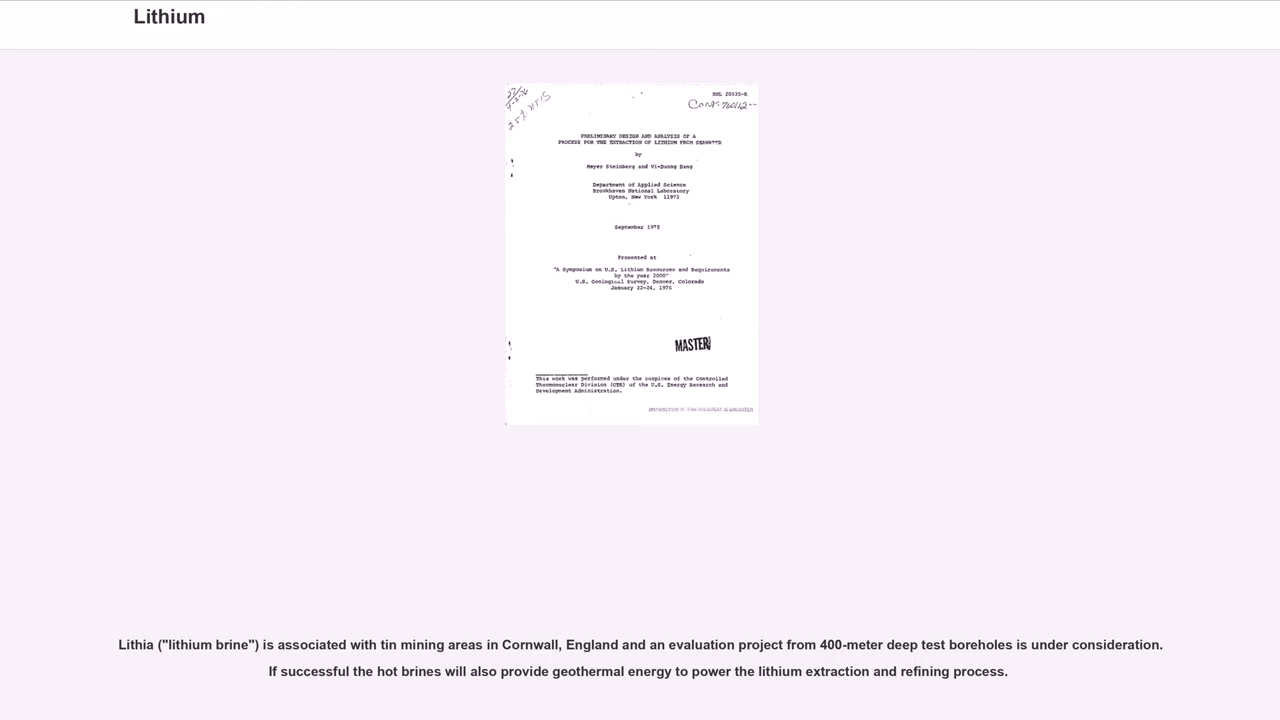 Lithium
BNL 20535-R
PRELIMINARY DESIGN AND ANALYSIS OF A
PROCESS FOR THE EXTRACTION OF LITHIUM FROM SEAWATER
by
Meyer Steinberg and Vi-Duong Dang
Department of Applied Science
Brookhaven National Laboratory
Upton, New York 11973
September 1975
Presented at
"A Symposium on U.S. Lithium Resources and Requirements
by the year 2000"
U.S. Geological Survey, Denver, Colorado
January 22-24, 1976
MASTER
This work was performed under the auspices of the Controlled
Thermonuclear Division (CTR) of the U.S. Energy Research and
Development Administration.
DISTRIBUTION OF THIS DOCUMENT IS UNLIMITED
Lithia ("lithium brine") is associated with tin mining areas in Cornwall, England and an evaluation project from 400-meter deep test boreholes is under consideration.
If successful the hot brines will also provide geothermal energy to power the lithium extraction and refining process.